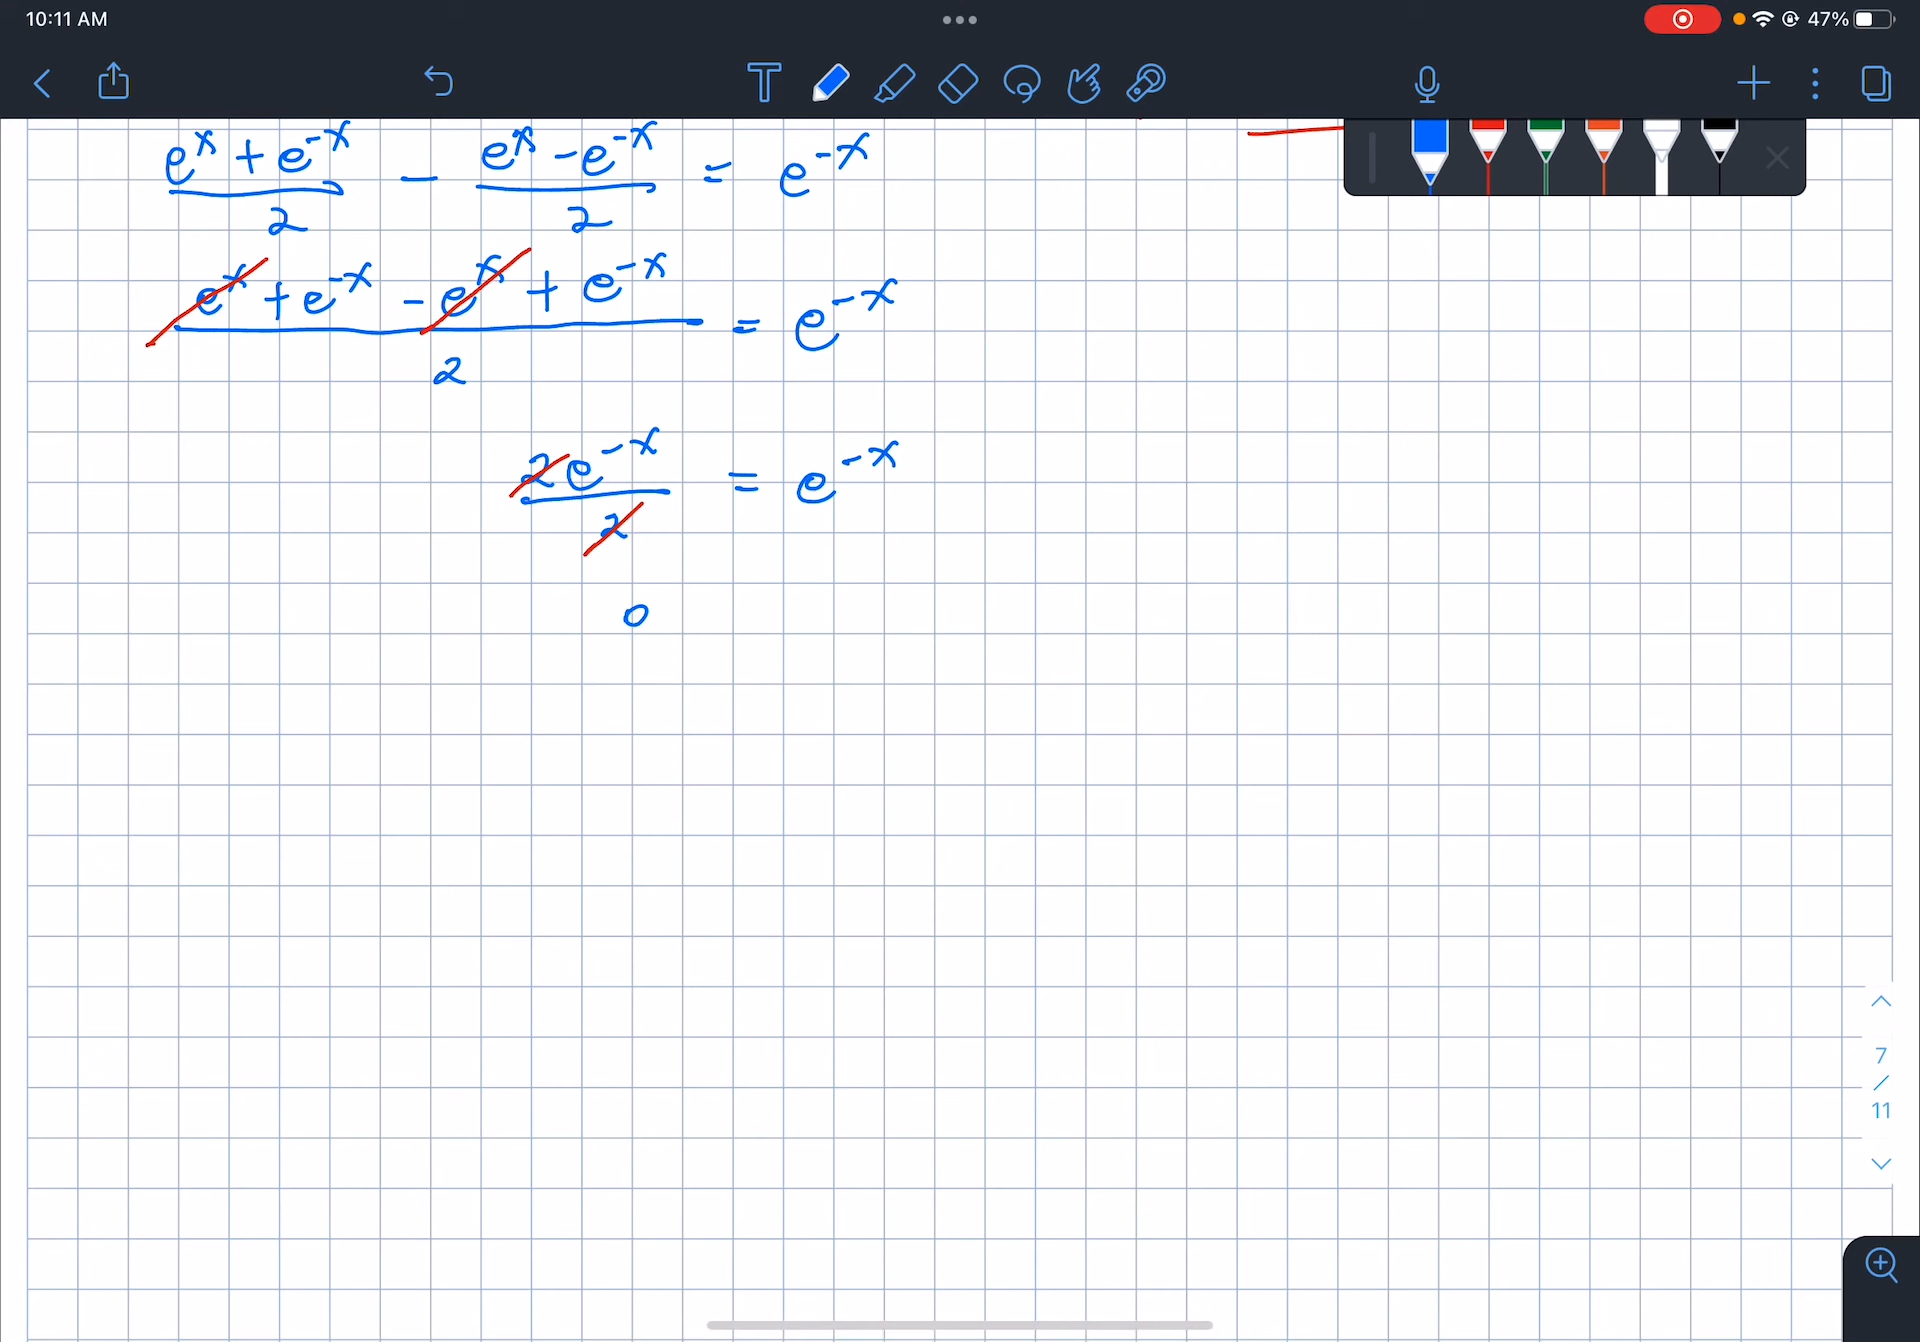 10:11 AM
47%
e^x + e^-x / 2 - e^x - e^-x / 2 = e^-x
e^x + e^-x - e^x + e^-x / 2 = e^-x
2e^-x / 2 = e^-x
0
7
/
11